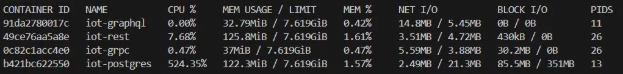 CONTAINER ID NAME CPU % MEM USAGE / LIMIT MEM % NET I/O BLOCK I/O PIDS
91da2780017c iot-graphql 0.00% 32.79MiB / 7.619GiB 0.42% 14.8MB / 5.45MB 0B / 0B 11
49ce76aa5a8e iot-rest 7.68% 125.8MiB / 7.619GiB 1.61% 3.51MB / 4.72MB 430kB / 0B 26
0c82c1acc4e0 iot-grpc 0.47% 37MiB / 7.619GiB 0.47% 5.59MB / 3.88MB 30.2MB / 0B 26
b421bc622550 iot-postgres 524.35% 122.3MiB / 7.619GiB 1.57% 2.49MB / 21.3MB 85.5MB / 351MB 13